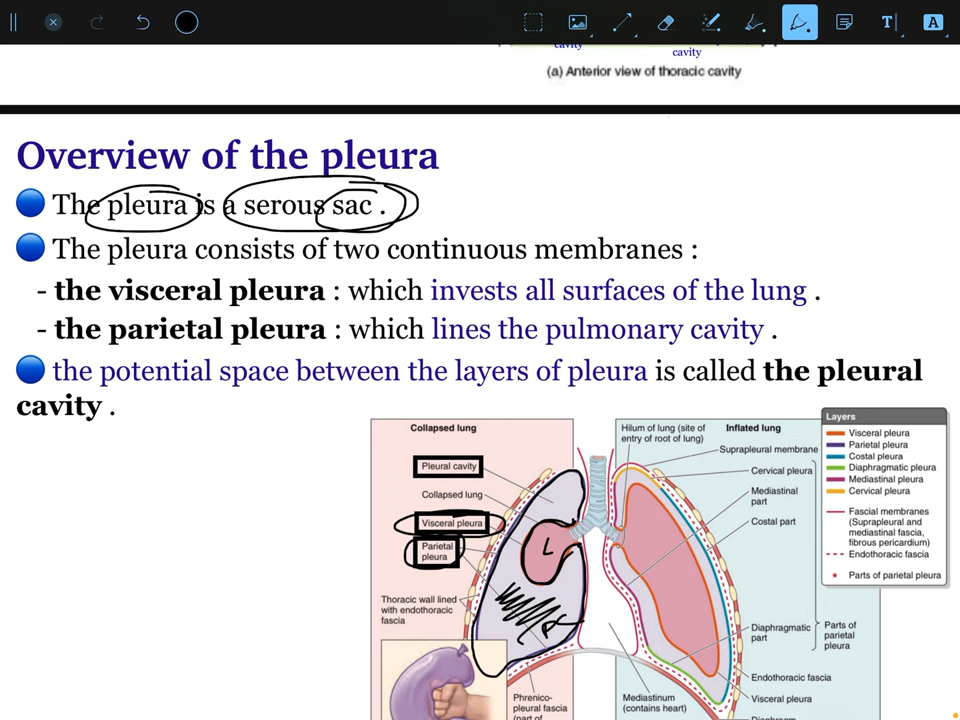 T
A
cavity
cavity
(a) Anterior view of thoracic cavity
Overview of the pleura
The pleura is a serous sac .
The pleura consists of two continuous membranes :
- the visceral pleura : which invests all surfaces of the lung .
- the parietal pleura : which lines the pulmonary cavity .
the potential space between the layers of pleura is called the pleural
cavity .
Collapsed lung
Pleural cavity
Collapsed lung
Visceral pleura
Parietal
pleura
L
Thoracic wall lined
with endothoracic
fascia
Phrenico-
pleural fascia
(part of
Hilum of lung (site of
entry of root of lung)
Inflated lung
Suprapleural membrane
Cervical pleura
Mediastinal
part
Costal part
Diaphragmatic
part
Parts of
parietal
pleura
Endothoracic fascia
Visceral pleura
Diaphragm
Mediastinum
(contains heart)
Layers
Visceral pleura
Parietal pleura
Costal pleura
Diaphragmatic pleura
Mediastinal pleura
Cervical pleura
Fascial membranes
(Suprapleural and
mediastinal fascia,
fibrous pericardium)
Endothoracic fascia
Parts of parietal pleura